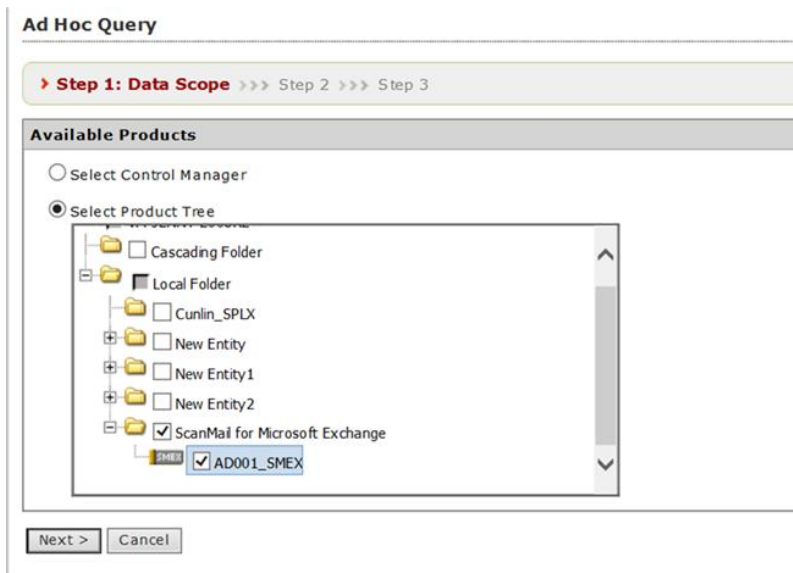 Ad Hoc Query
Step 1: Data Scope >>> Step 2 >>> Step 3
Available Products
Select Control Manager
Select Product Tree
Cascading Folder
Local Folder
Cunlin_SPLX
New Entity
New Entity1
New Entity2
ScanMail for Microsoft Exchange
SMEX AD001_SMEX
Next > Cancel